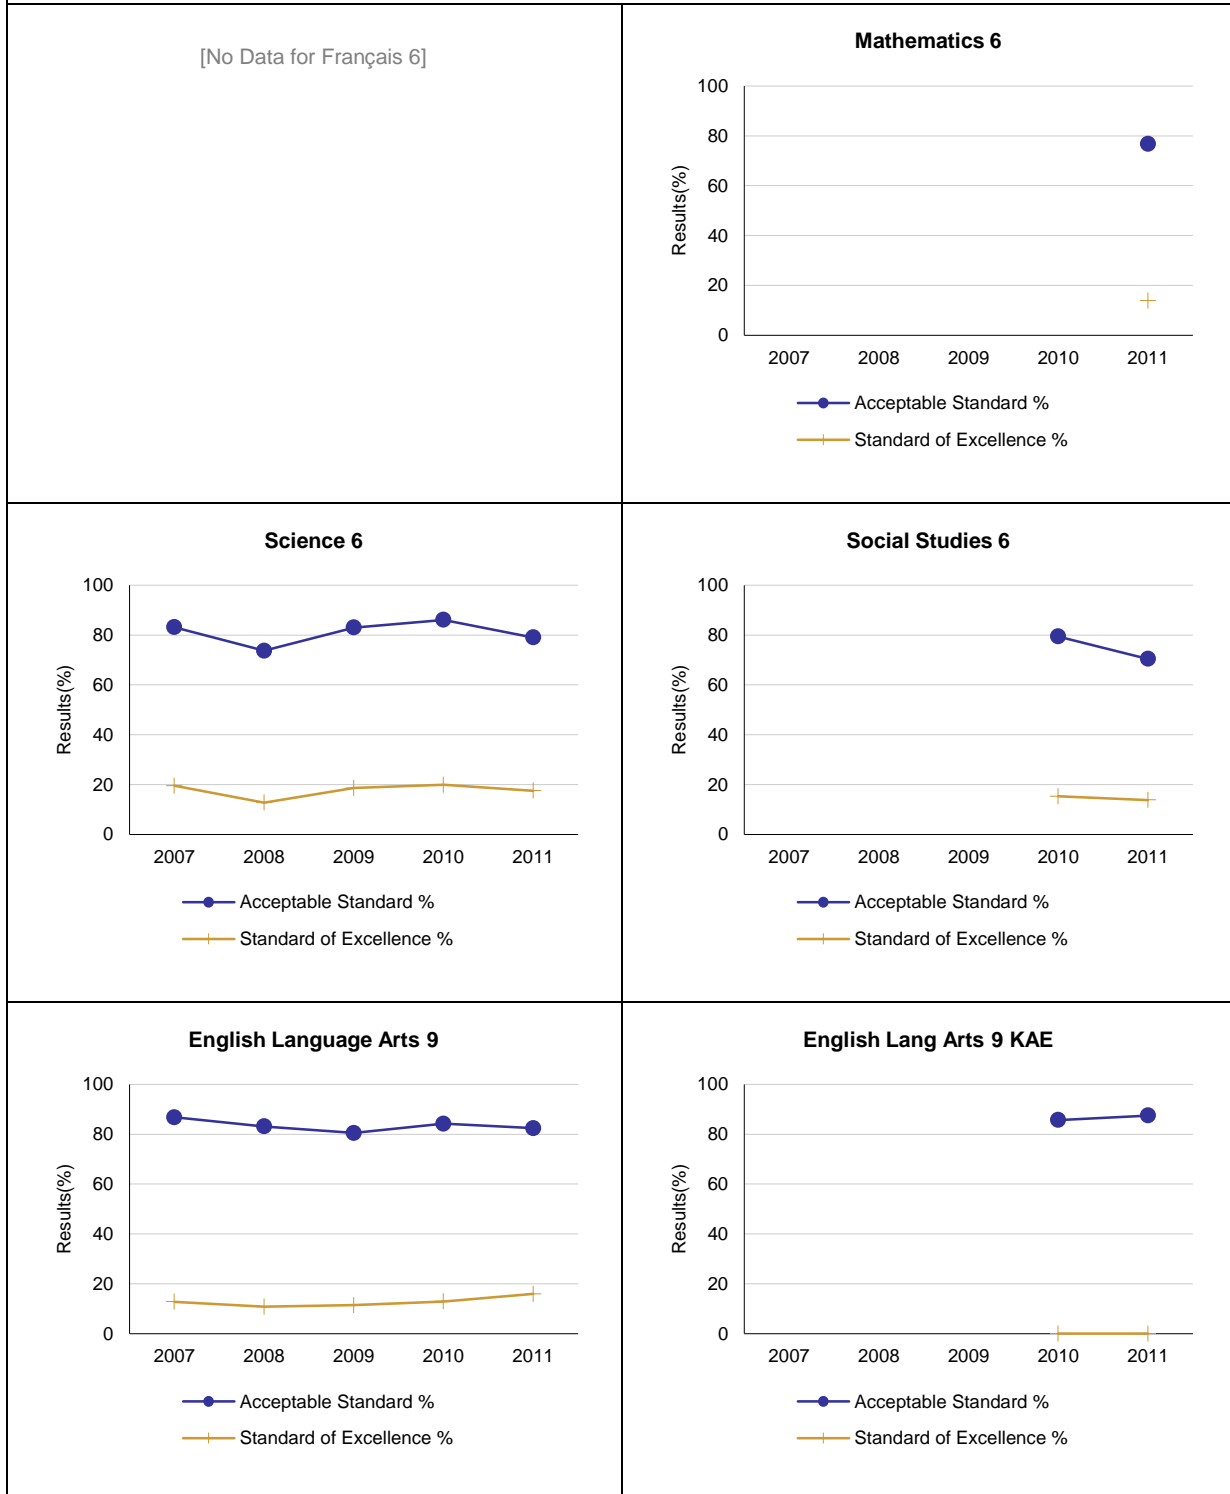 [No Data for Français 6]
Mathematics 6
Results(%)
100
80
60
40
20
0
2007 2008 2009 2010 2011
Acceptable Standard %
Standard of Excellence %
Science 6
Results(%)
100
80
60
40
20
0
2007 2008 2009 2010 2011
Acceptable Standard %
Standard of Excellence %
Social Studies 6
Results(%)
100
80
60
40
20
0
2007 2008 2009 2010 2011
Acceptable Standard %
Standard of Excellence %
English Language Arts 9
Results(%)
100
80
60
40
20
0
2007 2008 2009 2010 2011
Acceptable Standard %
Standard of Excellence %
English Lang Arts 9 KAE
Results(%)
100
80
60
40
20
0
2007 2008 2009 2010 2011
Acceptable Standard %
Standard of Excellence %